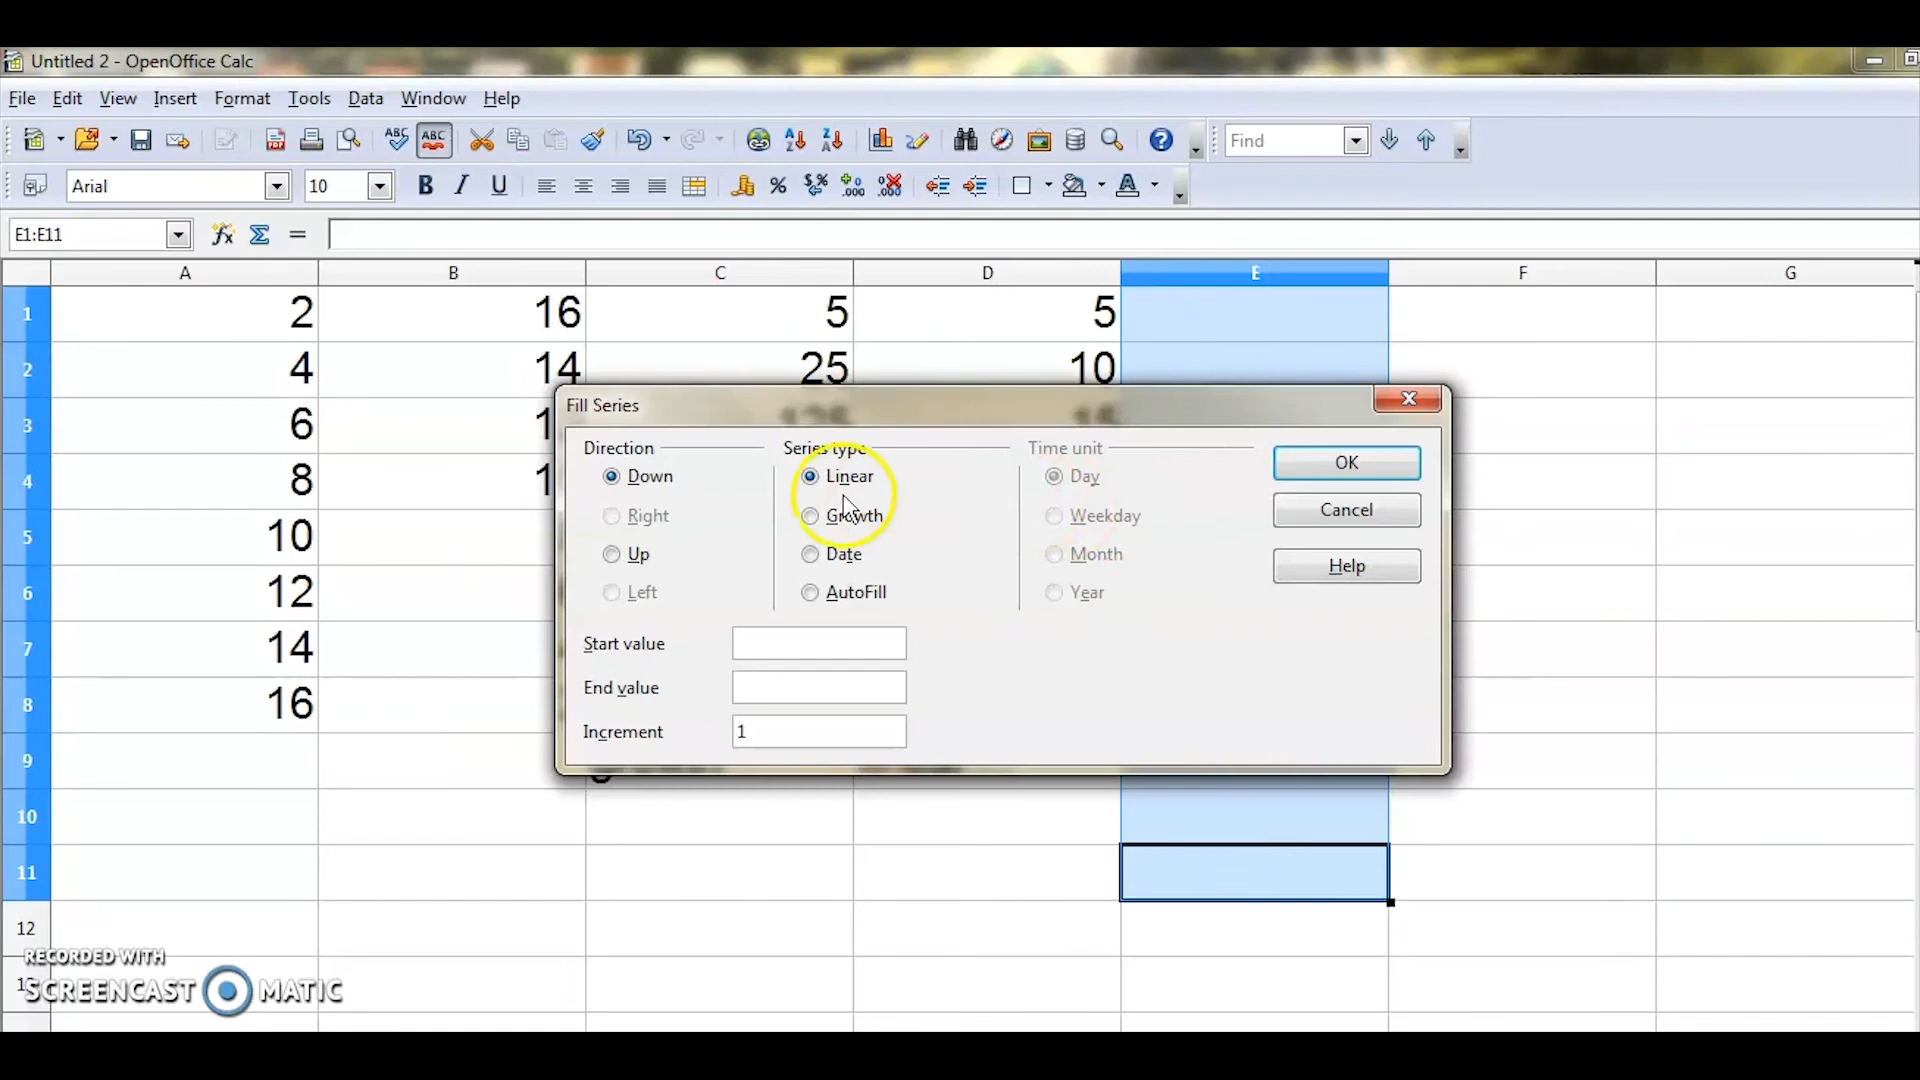 Untitled 2 - OpenOffice Calc
File Edit View Insert Format Tools Data Window Help
ABC ABC Find
Arial 10
E1:E11
A B C D E F G
1 2 16 5 5
2 4 14 25 10
3 6
4 8
5 10
6 12
7 14
8 16
9
10
11
12
Fill Series
Direction Series type Time unit
Down Linear Day OK
Right Growth Weekday Cancel
Up Date Month Help
Left AutoFill Year
Start value
End value
Increment 1
RECORDED WITH
SCREENCAST MATIC